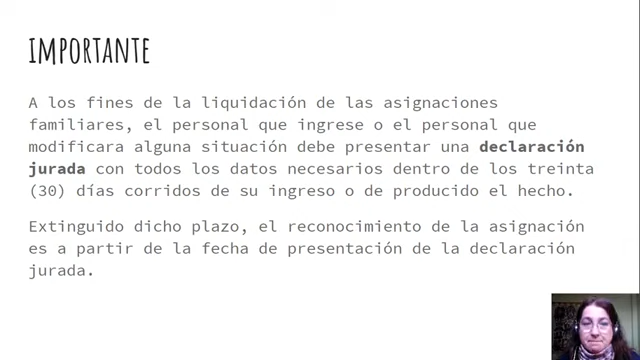 IMPORTANTE
A los fines de la liquidación de las asignaciones
familiares, el personal que ingrese o el personal que
modificara alguna situación debe presentar una declaración
jurada con todos los datos necesarios dentro de los treinta
(30) días corridos de su ingreso o de producido el hecho.
Extinguido dicho plazo, el reconocimiento de la asignación
es a partir de la fecha de presentación de la declaración
jurada.